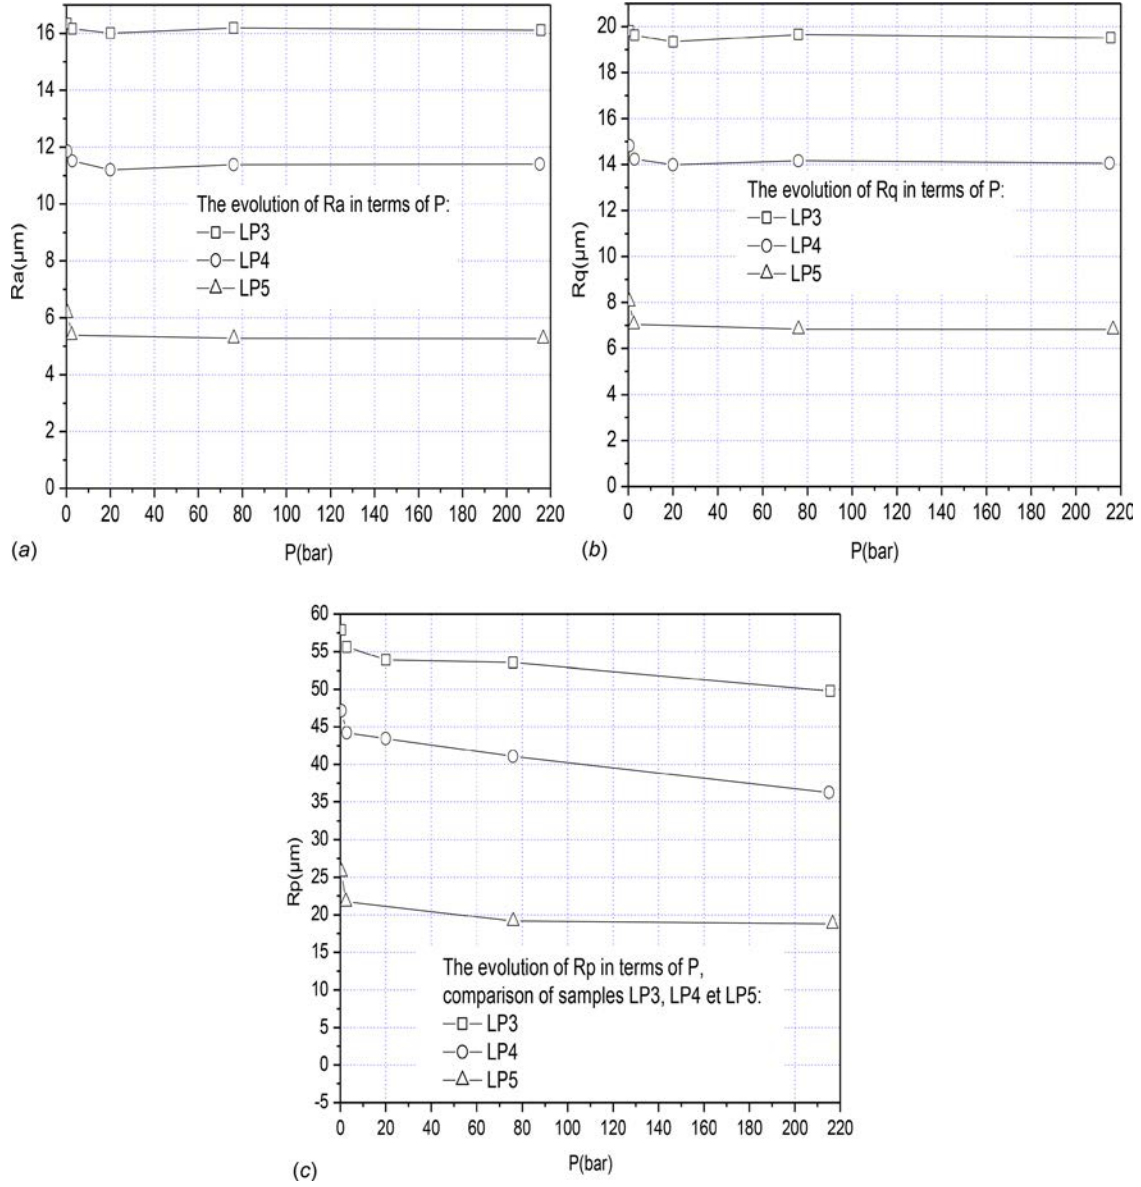 16
14
12
10
8
6
4
2
0
Ra(µm)
The evolution of Ra in terms of P:
LP3
LP4
LP5
0 20 40 60 80 100 120 140 160 180 200 220
P(bar)
(a)
20
18
16
14
12
10
8
6
4
2
0
Rq(µm)
The evolution of Rq in terms of P:
LP3
LP4
LP5
0 20 40 60 80 100 120 140 160 180 200 220
P(bar)
(b)
60
55
50
45
40
35
30
25
20
15
10
5
0
-5
Rp(µm)
The evolution of Rp in terms of P,
comparison of samples LP3, LP4 et LP5:
LP3
LP4
LP5
0 20 40 60 80 100 120 140 160 180 200 220
P(bar)
(c)